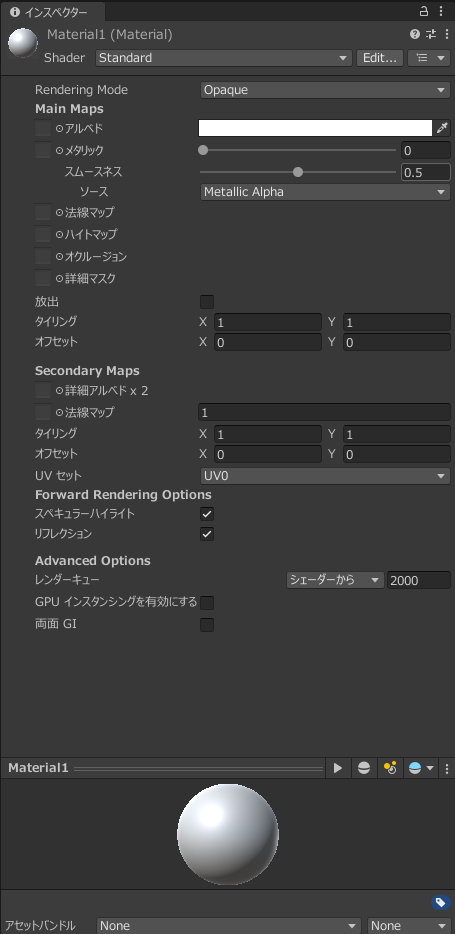 インスペクター
Material1 (Material)
Shader Standard Edit...
Rendering Mode Opaque
Main Maps
アルベド
メタリック 0
スムースネス 0.5
ソース Metallic Alpha
法線マップ
ハイトマップ
オクルージョン
詳細マスク
放出
タイリング X 1 Y 1
オフセット X 0 Y 0
Secondary Maps
詳細アルベド x 2
法線マップ 1
タイリング X 1 Y 1
オフセット X 0 Y 0
UV セット UV0
Forward Rendering Options
スペキュラーハイライト
リフレクション
Advanced Options
レンダーキュー シェーダーから 2000
GPU インスタンシングを有効にする
両面 GI
Material1
アセットバンドル None None